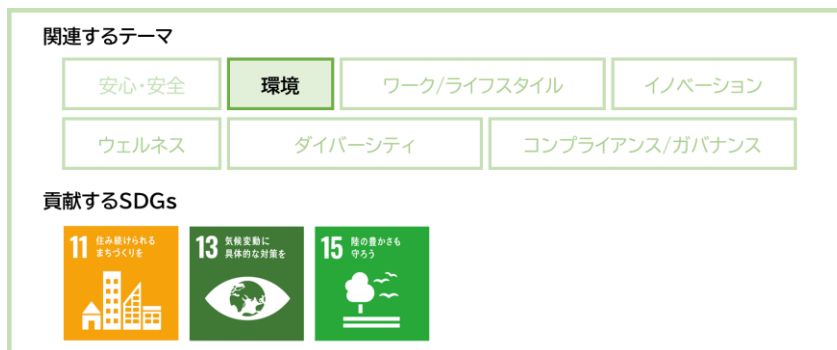 関連するテーマ
安心・安全 環境 ワーク/ライフスタイル イノベーション
ウェルネス ダイバーシティ コンプライアンス/ガバナンス
貢献するSDGs
11 住み続けられる
まちづくりを
13 気候変動に
具体的な対策を
15 陸の豊かさも
守ろう